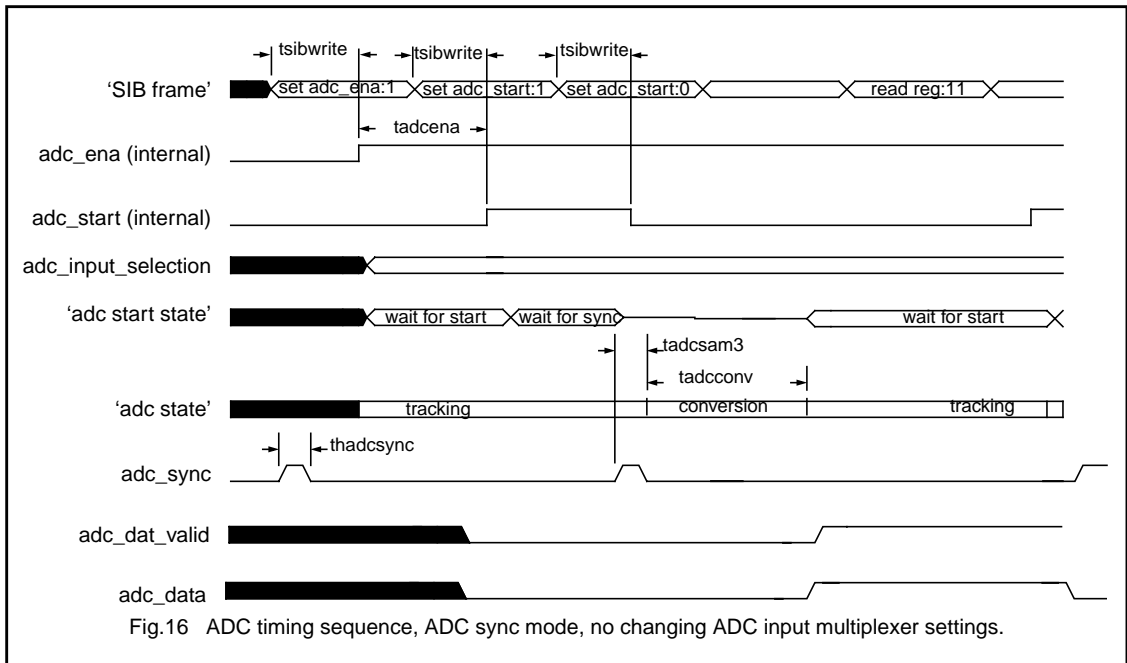 tsibwrite tsibwrite tsibwrite
'SIB frame' set adc_ena:1 set adc_start:1 set adc_start:0 read reg:11
tadcena
adc_ena (internal)
adc_start (internal)
adc_input_selection
'adc start state' wait for start wait for sync wait for start
tadcsam3
tadcconv
'adc state' tracking conversion tracking
thadcsync
adc_sync
adc_dat_valid
adc_data
Fig.16 ADC timing sequence, ADC sync mode, no changing ADC input multiplexer settings.